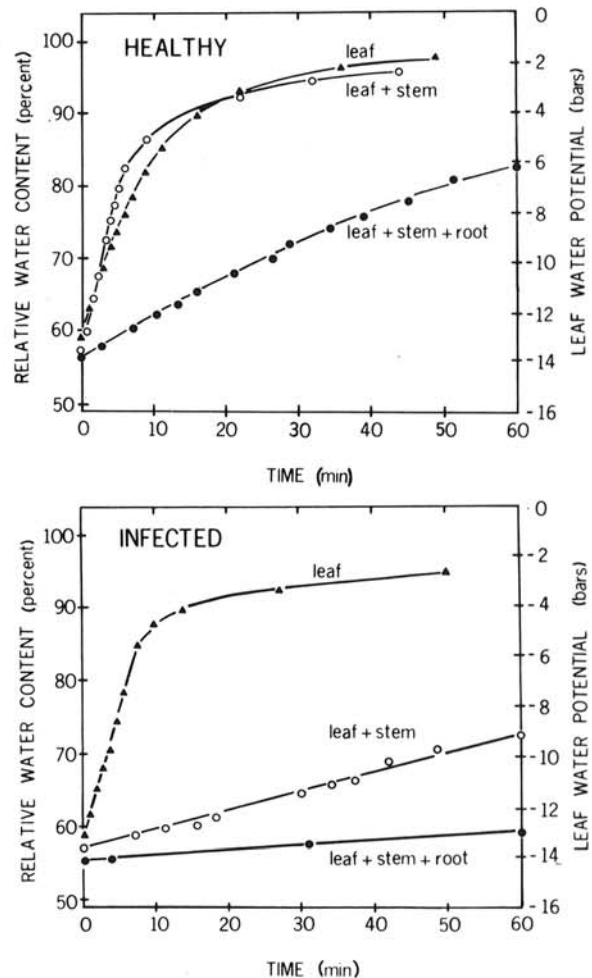 HEALTHY
leaf
leaf + stem
leaf + stem + root
RELATIVE WATER CONTENT (percent)
100
90
80
70
60
50
LEAF WATER POTENTIAL (bars)
0
-2
-4
-6
-8
-10
-12
-14
16
0 10 20 30 40 50 60
TIME (min)
INFECTED
leaf
leaf + stem
leaf + stem + root
RELATIVE WATER CONTENT (percent)
100
90
80
70
60
50
LEAF WATER POTENTIAL (bars)
0
-2
-4
-6
-8
-10
-12
-14
-16
0 10 20 30 40 50 60
TIME (min)